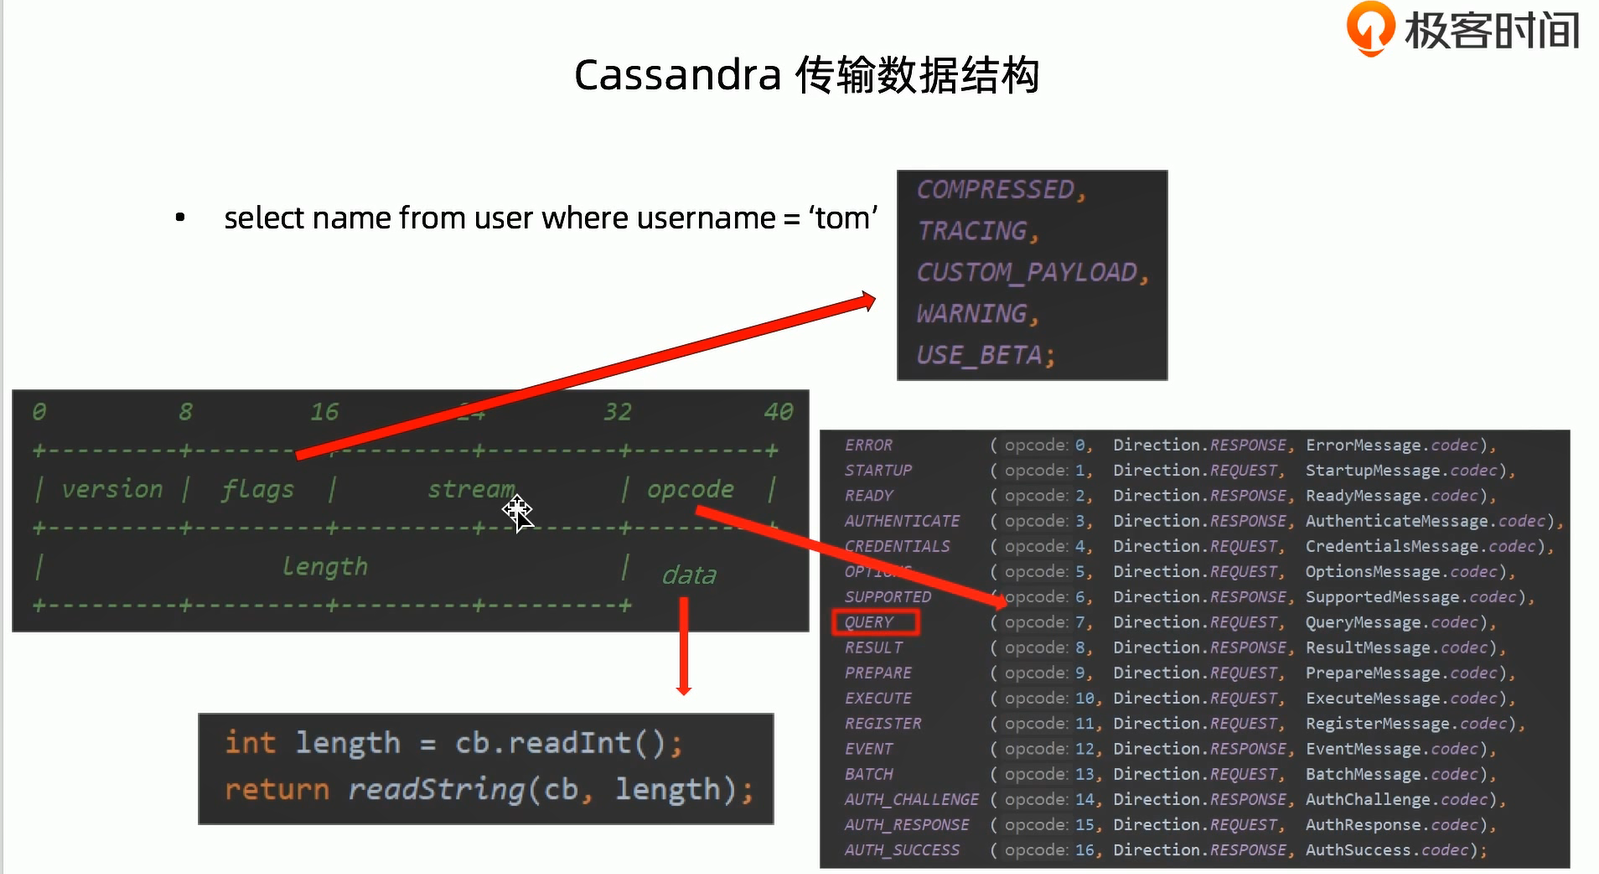 极客时间
Cassandra 传输数据结构
• select name from user where username = ‘tom’
COMPRESSED,
TRACING,
CUSTOM_PAYLOAD,
WARNING,
USE_BETA;
0 8 16 24 32 40
+---------+---------+---------+---------+---------+
| version | flags | stream | opcode |
+---------+---------+---------+---------+---------+
| length | data
+---------+---------+---------+---------+
int length = cb.readInt();
return readString(cb, length);
ERROR ( opcode: 0, Direction.RESPONSE, ErrorMessage.codec),
STARTUP ( opcode: 1, Direction.REQUEST, StartupMessage.codec),
READY ( opcode: 2, Direction.RESPONSE, ReadyMessage.codec),
AUTHENTICATE ( opcode: 3, Direction.RESPONSE, AuthenticateMessage.codec),
CREDENTIALS ( opcode: 4, Direction.REQUEST, CredentialsMessage.codec),
OPTIONS ( opcode: 5, Direction.REQUEST, OptionsMessage.codec),
SUPPORTED ( opcode: 6, Direction.RESPONSE, SupportedMessage.codec),
QUERY ( opcode: 7, Direction.REQUEST, QueryMessage.codec),
RESULT ( opcode: 8, Direction.RESPONSE, ResultMessage.codec),
PREPARE ( opcode: 9, Direction.REQUEST, PrepareMessage.codec),
EXECUTE ( opcode: 10, Direction.REQUEST, ExecuteMessage.codec),
REGISTER ( opcode: 11, Direction.REQUEST, RegisterMessage.codec),
EVENT ( opcode: 12, Direction.RESPONSE, EventMessage.codec),
BATCH ( opcode: 13, Direction.REQUEST, BatchMessage.codec),
AUTH_CHALLENGE ( opcode: 14, Direction.RESPONSE, AuthChallenge.codec),
AUTH_RESPONSE ( opcode: 15, Direction.REQUEST, AuthResponse.codec),
AUTH_SUCCESS ( opcode: 16, Direction.RESPONSE, AuthSuccess.codec);